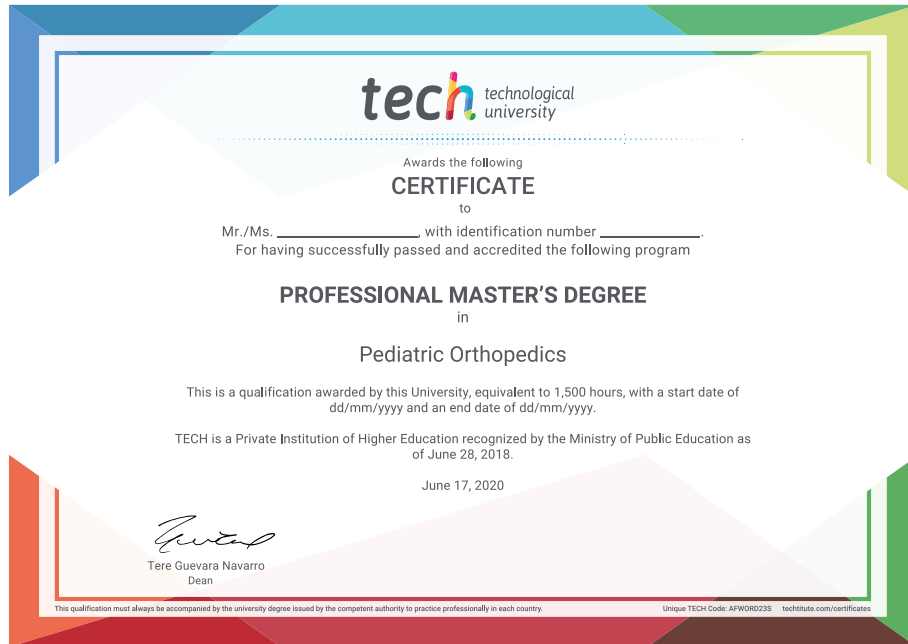 tech technological
university
Awards the following
CERTIFICATE
to
Mr./Ms. ____________________, with identification number ______________.
For having successfully passed and accredited the following program
PROFESSIONAL MASTER'S DEGREE
in
Pediatric Orthopedics
This is a qualification awarded by this University, equivalent to 1,500 hours, with a start date of
dd/mm/yyyy and an end date of dd/mm/yyyy.
TECH is a Private Institution of Higher Education recognized by the Ministry of Public Education as
of June 28, 2018.
June 17, 2020
Tere Guevara Navarro
Dean
This qualification must always be accompanied by the university degree issued by the competent authority to practice professionally in each country.
Unique TECH Code: AFWORD23S techtitute.com/certificates